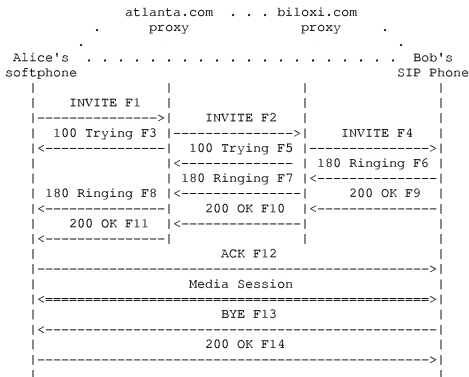 atlanta.com . . . biloxi.com
. proxy proxy .
. .
Alice's . . . . . . . . . . . . . . . . . . . . Bob's
softphone SIP Phone
| | | |
| INVITE F1 | | |
|--------------->| INVITE F2 | |
| 100 Trying F3 |--------------->| INVITE F4 |
|<---------------| 100 Trying F5 |--------------->|
| |<-------------- | 180 Ringing F6 |
| | 180 Ringing F7 |<---------------|
| 180 Ringing F8 |<---------------| 200 OK F9 |
|<---------------| 200 OK F10 |<---------------|
| 200 OK F11 |<---------------| |
|<---------------| | |
| ACK F12 |
|------------------------------------------------->|
| Media Session |
|<================================================>|
| BYE F13 |
|<-------------------------------------------------|
| 200 OK F14 |
|------------------------------------------------->|
| |